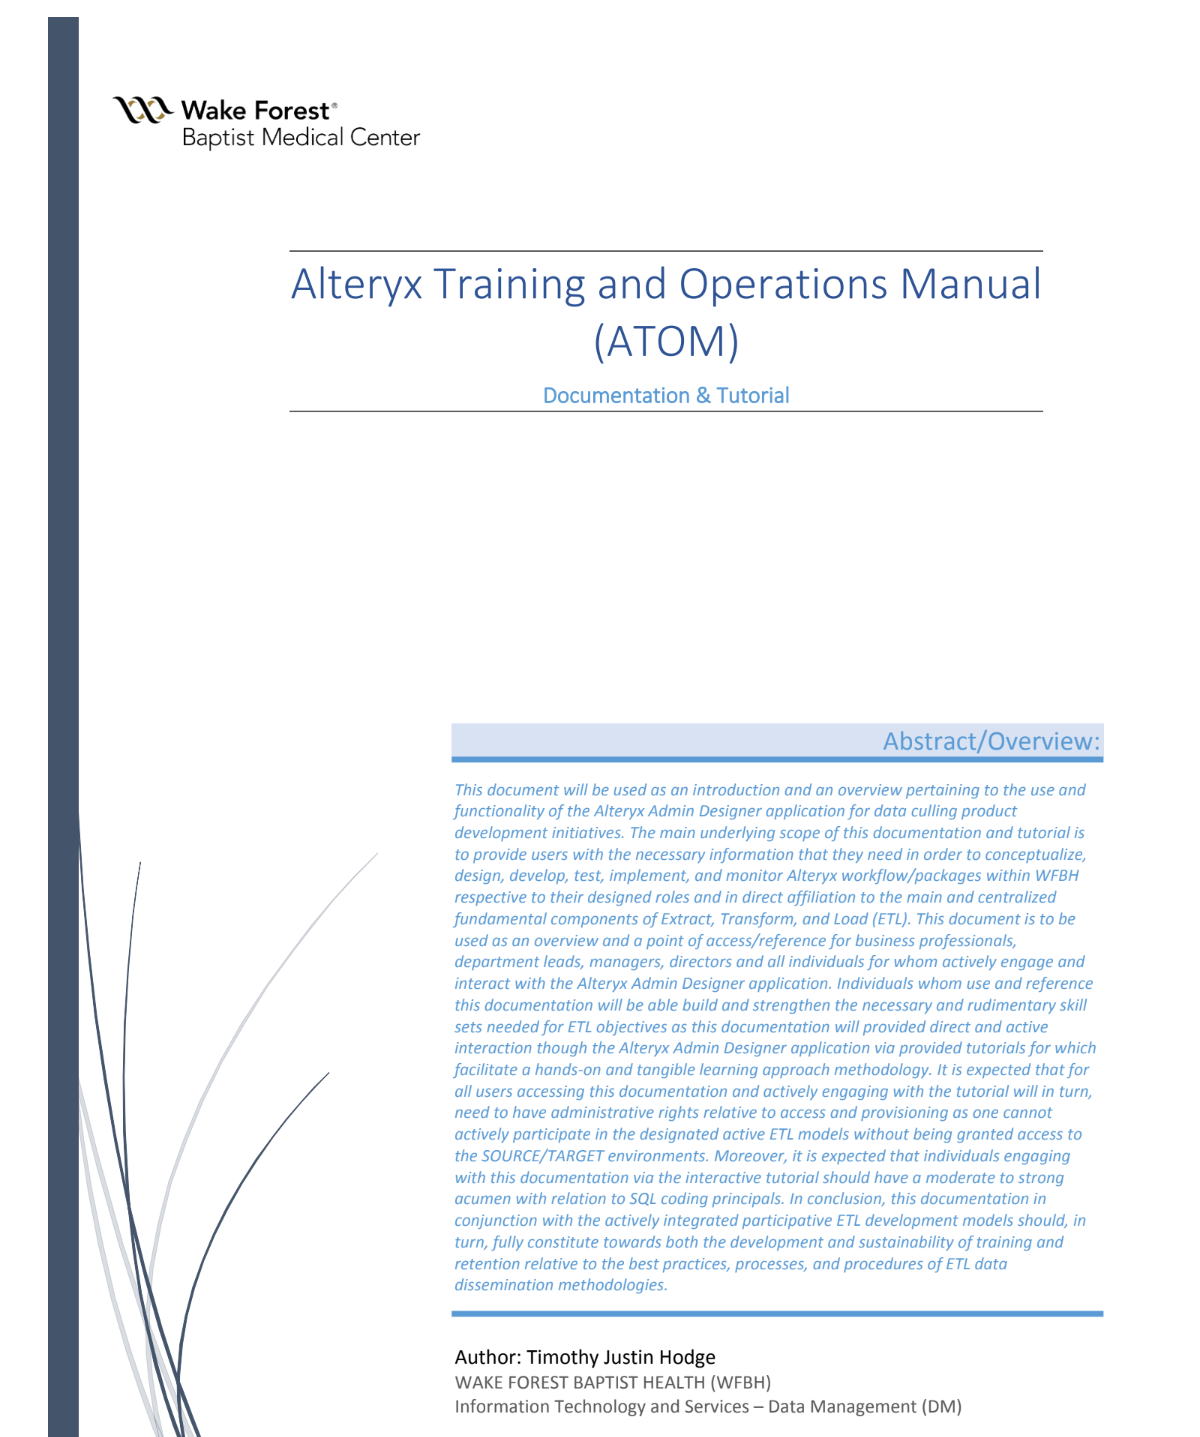 Wake Forest®
Baptist Medical Center
Alteryx Training and Operations Manual
(ATOM)
Documentation & Tutorial
Abstract/Overview:
This document will be used as an introduction and an overview pertaining to the use and
functionality of the Alteryx Admin Designer application for data culling product
development initiatives. The main underlying scope of this documentation and tutorial is
to provide users with the necessary information that they need in order to conceptualize,
design, develop, test, implement, and monitor Alteryx workflow/packages within WFBH
respective to their designed roles and in direct affiliation to the main and centralized
fundamental components of Extract, Transform, and Load (ETL). This document is to be
used as an overview and a point of access/reference for business professionals,
department leads, managers, directors and all individuals for whom actively engage and
interact with the Alteryx Admin Designer application. Individuals whom use and reference
this documentation will be able build and strengthen the necessary and rudimentary skill
sets needed for ETL objectives as this documentation will provided direct and active
interaction though the Alteryx Admin Designer application via provided tutorials for which
facilitate a hands-on and tangible learning approach methodology. It is expected that for
all users accessing this documentation and actively engaging with the tutorial will in turn,
need to have administrative rights relative to access and provisioning as one cannot
actively participate in the designated active ETL models without being granted access to
the SOURCE/TARGET environments. Moreover, it is expected that individuals engaging
with this documentation via the interactive tutorial should have a moderate to strong
acumen with relation to SQL coding principals. In conclusion, this documentation in
conjunction with the actively integrated participative ETL development models should, in
turn, fully constitute towards both the development and sustainability of training and
retention relative to the best practices, processes, and procedures of ETL data
dissemination methodologies.
Author: Timothy Justin Hodge
WAKE FOREST BAPTIST HEALTH (WFBH)
Information Technology and Services – Data Management (DM)